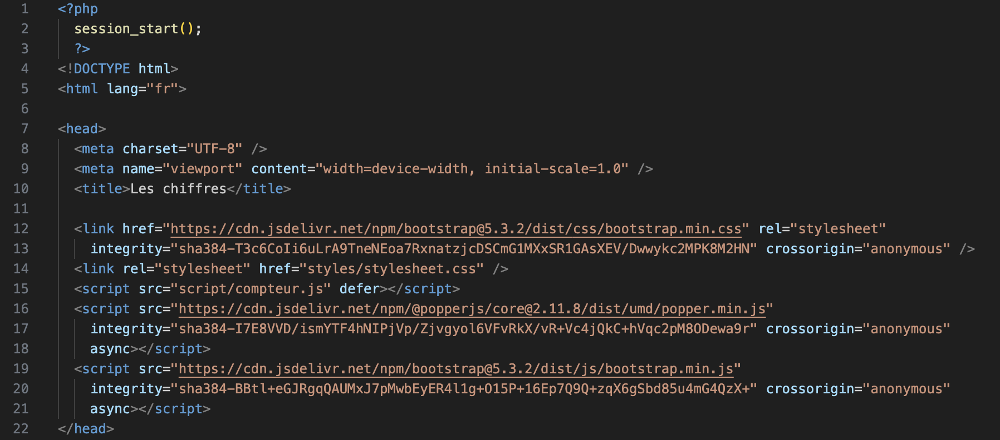 1 <?php
2 session_start();
3 ?>
4 <!DOCTYPE html>
5 <html lang="fr">
6
7 <head>
8 <meta charset="UTF-8" />
9 <meta name="viewport" content="width=device-width, initial-scale=1.0" />
10 <title>Les chiffres</title>
11
12 <link href="https://cdn.jsdelivr.net/npm/bootstrap@5.3.2/dist/css/bootstrap.min.css" rel="stylesheet"
13 integrity="sha384-T3c6CoIi6uLrA9TneNEoa7RxnatzjcDSCmG1MXxSR1GAsXEV/Dwwykc2MPK8M2HN" crossorigin="anonymous" />
14 <link rel="stylesheet" href="styles/stylesheet.css" />
15 <script src="script/compteur.js" defer></script>
16 <script src="https://cdn.jsdelivr.net/npm/@popperjs/core@2.11.8/dist/umd/popper.min.js"
17 integrity="sha384-I7E8VVD/ismYTF4hNIPjVp/Zjvgyol6VFvRkX/vR+Vc4jQkC+hVqc2pM8ODewa9r" crossorigin="anonymous"
18 async></script>
19 <script src="https://cdn.jsdelivr.net/npm/bootstrap@5.3.2/dist/js/bootstrap.min.js"
20 integrity="sha384-BBtl+eGJRgqQAUMxJ7pMwbEyER4l1g+O15P+16Ep7Q9Q+zqX6gSbd85u4mG4QzX+" crossorigin="anonymous"
21 async></script>
22 </head>